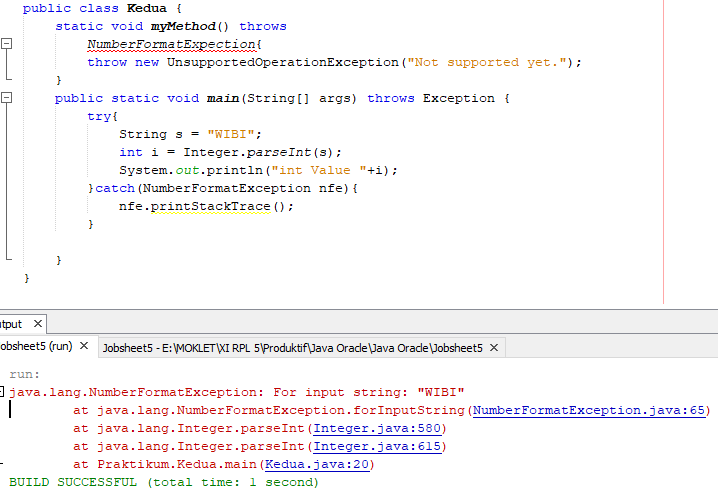 public class Kedua {
static void myMethod() throws
NumberFormatExpection{
throw new UnsupportedOperationException("Not supported yet.");
}
public static void main(String[] args) throws Exception {
try{
String s = "WIBI";
int i = Integer.parseInt(s);
System.out.println("int Value "+i);
}catch(NumberFormatException nfe){
nfe.printStackTrace();
}
}
}
utput ×
obsheet5 (run) × Jobsheet5 - E:\MOKLET\XI RPL 5\Produktif\Java Oracle\Java Oracle\Jobsheet5 ×
run:
java.lang.NumberFormatException: For input string: "WIBI"
at java.lang.NumberFormatException.forInputString(NumberFormatException.java:65)
at java.lang.Integer.parseInt(Integer.java:580)
at java.lang.Integer.parseInt(Integer.java:615)
at Praktikum.Kedua.main(Kedua.java:20)
BUILD SUCCESSFUL (total time: 1 second)